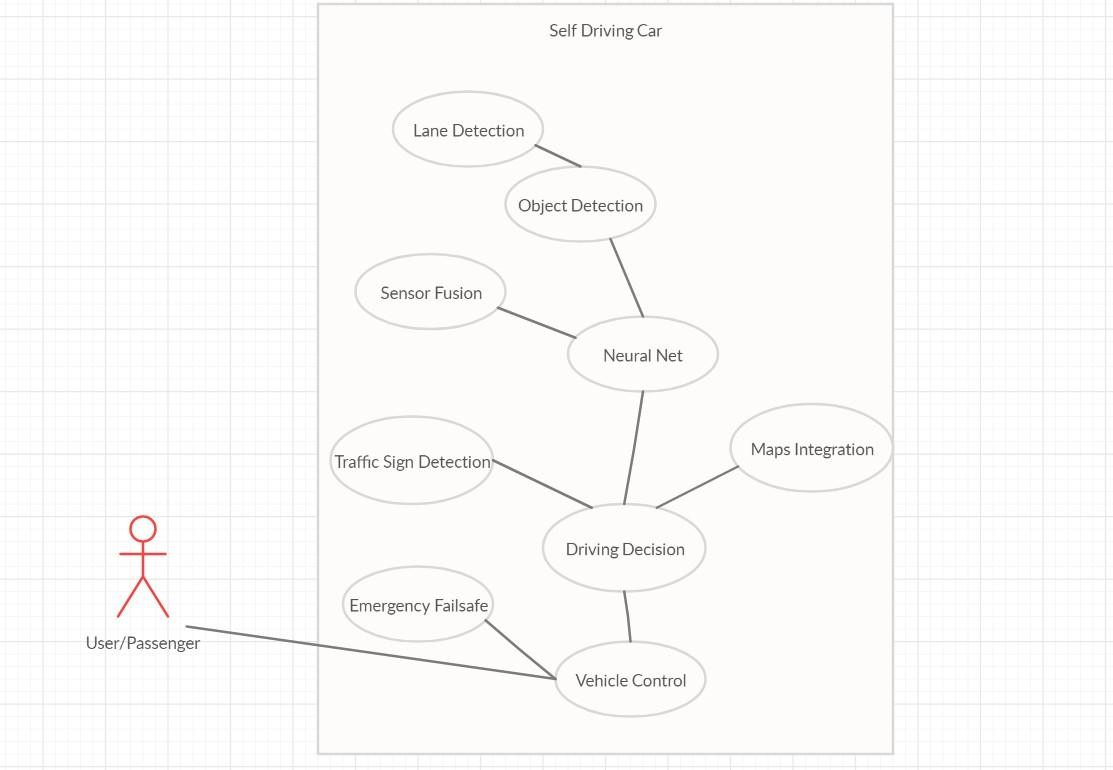 Self Driving Car
Lane Detection
Object Detection
Sensor Fusion
Neural Net
Traffic Sign Detection
Maps Integration
Driving Decision
Emergency Failsafe
User/Passenger
Vehicle Control